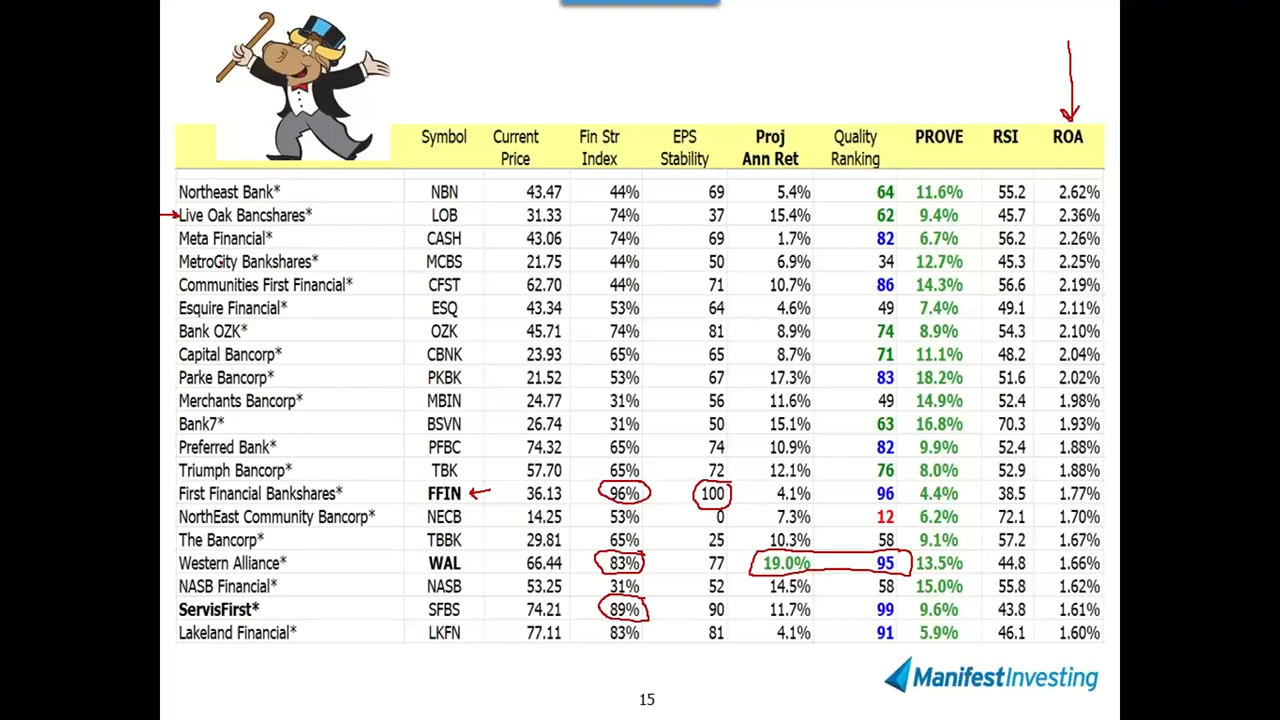 Symbol Current Price Fin Str Index EPS Stability Proj Ann Ret Quality Ranking PROVE RSI ROA
Northeast Bank* NBN 43.47 44% 69 5.4% 64 11.6% 55.2 2.62%
Live Oak Bancshares* LOB 31.33 74% 37 15.4% 62 9.4% 45.7 2.36%
Meta Financial* CASH 43.06 74% 69 1.7% 82 6.7% 56.2 2.26%
MetroCity Bankshares* MCBS 21.75 44% 50 6.9% 34 12.7% 45.3 2.25%
Communities First Financial* CFST 62.70 44% 71 10.7% 86 14.3% 56.6 2.19%
Esquire Financial* ESQ 43.34 53% 64 4.6% 49 7.4% 49.1 2.11%
Bank OZK* OZK 45.71 74% 81 8.9% 74 8.9% 54.3 2.10%
Capital Bancorp* CBNK 23.93 65% 65 8.7% 71 11.1% 48.2 2.04%
Parke Bancorp* PKBK 21.52 53% 67 17.3% 83 18.2% 51.6 2.02%
Merchants Bancorp* MBIN 24.77 31% 56 11.6% 49 14.9% 52.4 1.98%
Bank7* BSVN 26.74 31% 50 15.1% 63 16.8% 70.3 1.93%
Preferred Bank* PFBC 74.32 65% 74 10.9% 82 9.9% 52.4 1.88%
Triumph Bancorp* TBK 57.70 65% 72 12.1% 76 8.0% 52.9 1.88%
First Financial Bankshares* FFIN 36.13 96% 100 4.1% 96 4.4% 38.5 1.77%
NorthEast Community Bancorp* NECB 14.25 53% 0 7.3% 12 6.2% 72.1 1.70%
The Bancorp* TBBK 29.81 65% 25 10.3% 58 9.1% 57.2 1.67%
Western Alliance* WAL 66.44 83% 77 19.0% 95 13.5% 44.8 1.66%
NASB Financial* NASB 53.25 31% 52 14.5% 58 15.0% 55.8 1.62%
ServisFirst* SFBS 74.21 89% 90 11.7% 99 9.6% 43.8 1.61%
Lakeland Financial* LKFN 77.11 83% 81 4.1% 91 5.9% 46.1 1.60%
ManifestInvesting
15